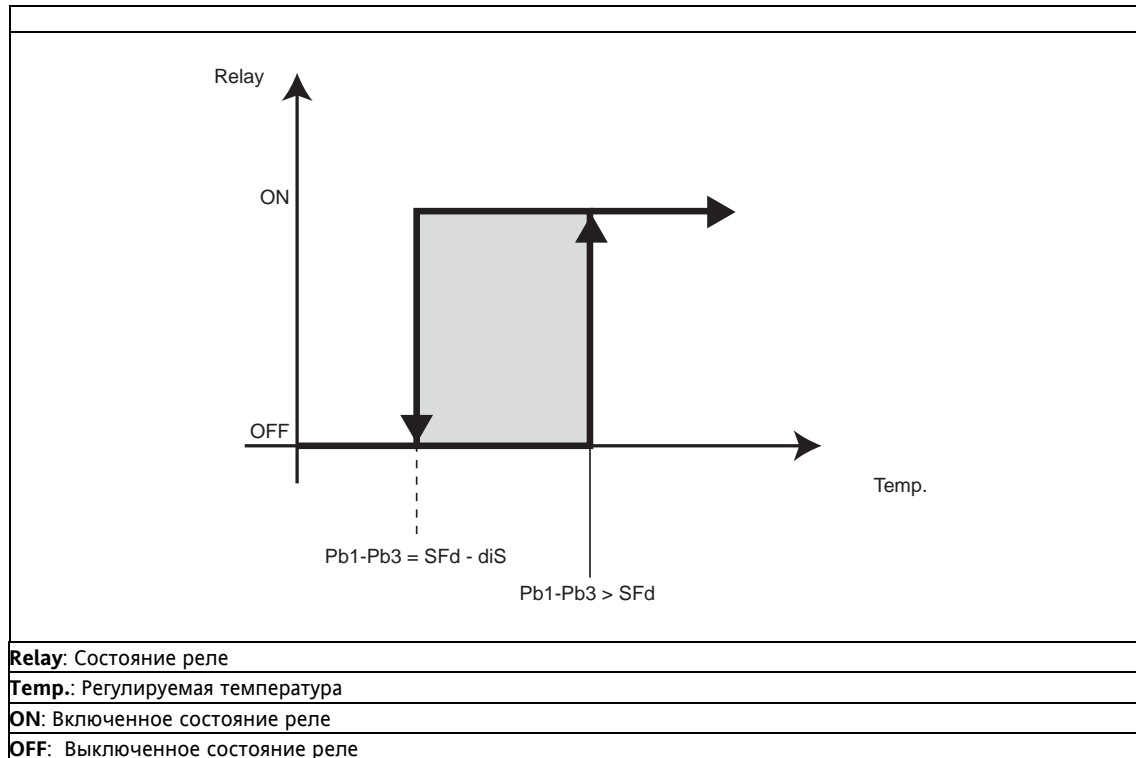 Relay
ON
OFF
Temp.
Pb1-Pb3 = SFd - diS
Pb1-Pb3 > SFd
Relay: Состояние реле
Temp.: Регулируемая температура
ON: Включенное состояние реле
OFF: Выключенное состояние реле